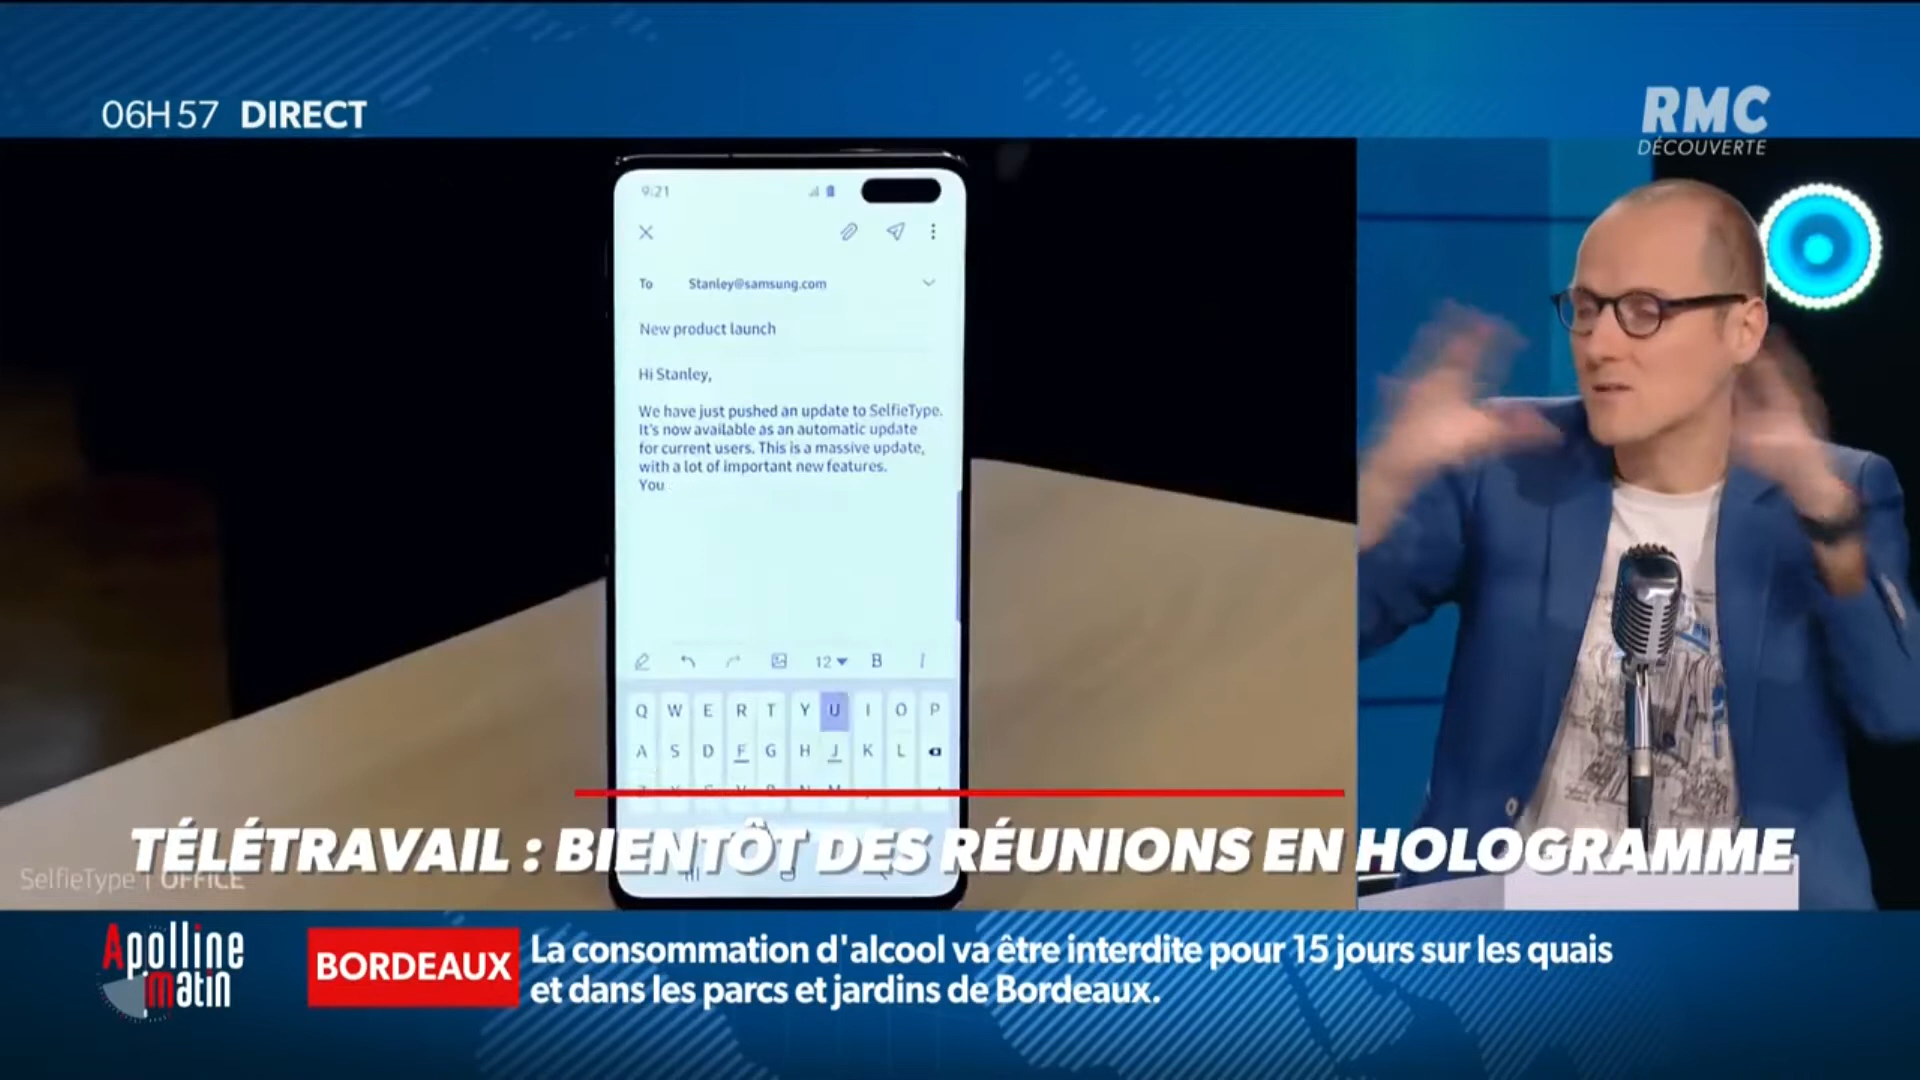 06H57 DIRECT
RMC
DÉCOUVERTE
9:21
To Stanley@samsung.com
New product launch
Hi Stanley,
We have just pushed an update to SelfieType.
It's now available as an automatic update
for current users. This is a massive update,
with a lot of important new features.
You
12 B I
Q W E R T Y U I O P
A S D F G H J K L
TÉLÉTRAVAIL : BIENTÔT DES RÉUNIONS EN HOLOGRAMME
SelfieType | OFFICE
Apolline
matin
BORDEAUX
La consommation d'alcool va être interdite pour 15 jours sur les quais
et dans les parcs et jardins de Bordeaux.